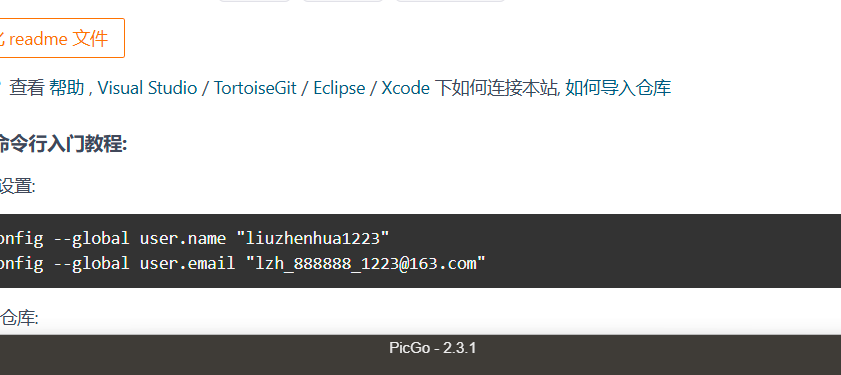 readme 文件
查看 帮助 , Visual Studio / TortoiseGit / Eclipse / Xcode 下如何连接本站, 如何导入仓库
命令行入门教程:
设置:
onfig --global user.name "liuzhenhua1223"
onfig --global user.email "lzh_888888_1223@163.com"
仓库:
PicGo - 2.3.1